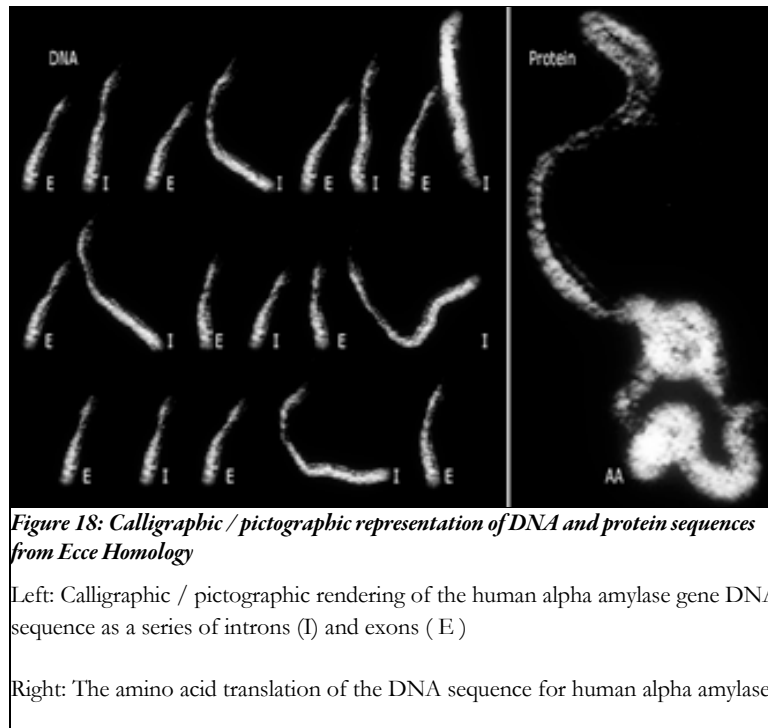 DNA
Protein
E I E I E I E I
E I E I E I
E I E I E
AA
Figure 18: Calligraphic / pictographic representation of DNA and protein sequences
from Ecce Homology
Left: Calligraphic / pictographic rendering of the human alpha amylase gene DNA
sequence as a series of introns (I) and exons ( E )
Right: The amino acid translation of the DNA sequence for human alpha amylase